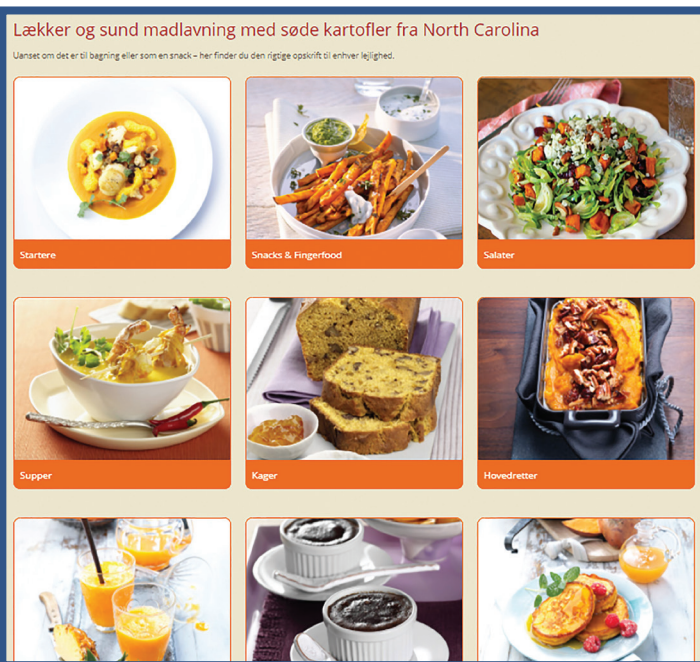 Lækker og sund madlavning med søde kartofler fra North Carolina
Uanset om det er til bagning eller som en snack – her finder du den rigtige opskrift til enhver lejlighed.
Startere
Snacks & Fingerfood
Salater
Supper
Kager
Hovedretter